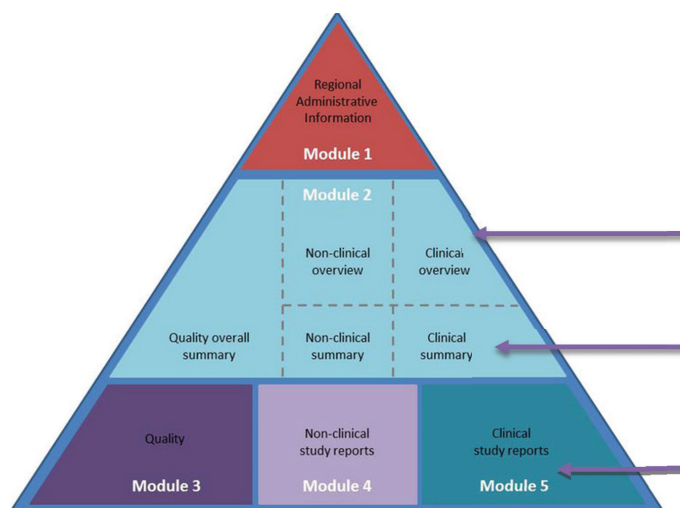 Regional
Administrative
Information
Module 1
Module 2
Non-clinical
overview
Clinical
overview
Quality overall
summary
Non-clinical
summary
Clinical
summary
Quality
Module 3
Non-clinical
study reports
Module 4
Clinical
study reports
Module 5